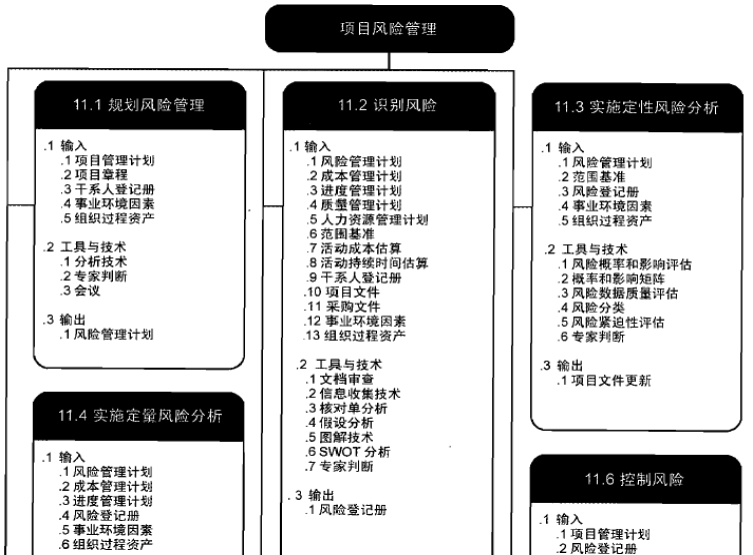 项目风险管理
11.1 规划风险管理
.1 输入
.1 项目管理计划
.2 项目章程
.3 干系人登记册
.4 事业环境因素
.5 组织过程资产
.2 工具与技术
.1 分析技术
.2 专家判断
.3 会议
.3 输出
.1 风险管理计划
11.2 识别风险
.1 输入
.1 风险管理计划
.2 成本管理计划
.3 进度管理计划
.4 质量管理计划
.5 人力资源管理计划
.6 范围基准
.7 活动成本估算
.8 活动持续时间估算
.9 干系人登记册
.10 项目文件
.11 采购文件
.12 事业环境因素
.13 组织过程资产
.2 工具与技术
.1 文档审查
.2 信息收集技术
.3 核对单分析
.4 假设分析
.5 图解技术
.6 SWOT 分析
.7 专家判断
.3 输出
.1 风险登记册
11.3 实施定性风险分析
.1 输入
.1 风险管理计划
.2 范围基准
.3 风险登记册
.4 事业环境因素
.5 组织过程资产
.2 工具与技术
.1 风险概率和影响评估
.2 概率和影响矩阵
.3 风险数据质量评估
.4 风险分类
.5 风险紧迫性评估
.6 专家判断
.3 输出
.1 项目文件更新
11.4 实施定量风险分析
.1 输入
.1 风险管理计划
.2 成本管理计划
.3 进度管理计划
.4 风险登记册
.5 事业环境因素
.6 组织过程资产
11.6 控制风险
.1 输入
.1 项目管理计划
.2 风险登记册